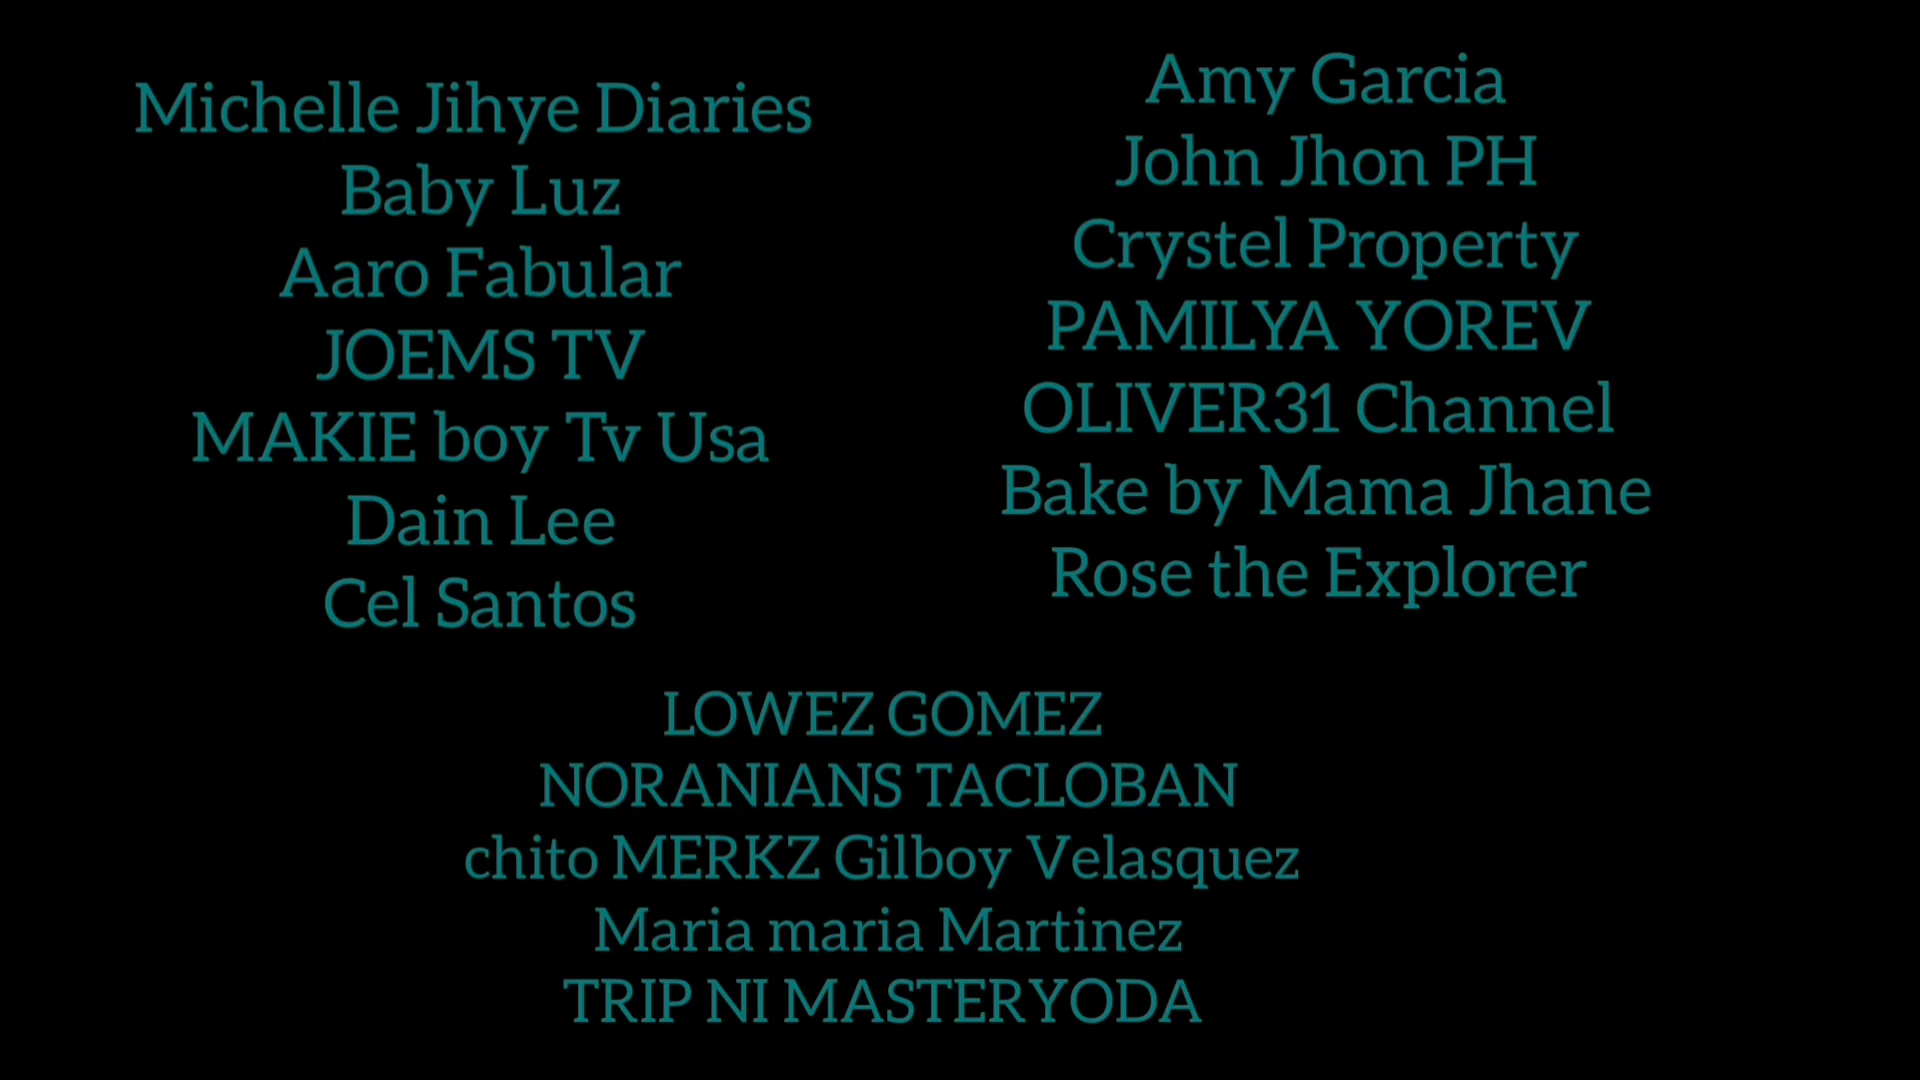 Michelle Jihye Diaries
Baby Luz
Aaro Fabular
JOEMS TV
MAKIE boy Tv Usa
Dain Lee
Cel Santos
Amy Garcia
John Jhon PH
Crystel Property
PAMILYA YOREV
OLIVER31 Channel
Bake by Mama Jhane
Rose the Explorer
LOWEZ GOMEZ
NORANIANS TACLOBAN
chito MERKZ Gilboy Velasquez
Maria maria Martinez
TRIP NI MASTERYODA